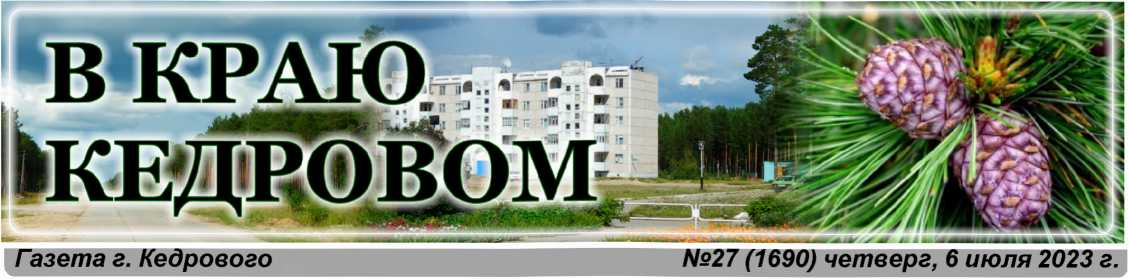 В КРАЮ
КЕДРОВОМ
Газета г. Кедрового
№27 (1690) четверг, 6 июля 2023 г.